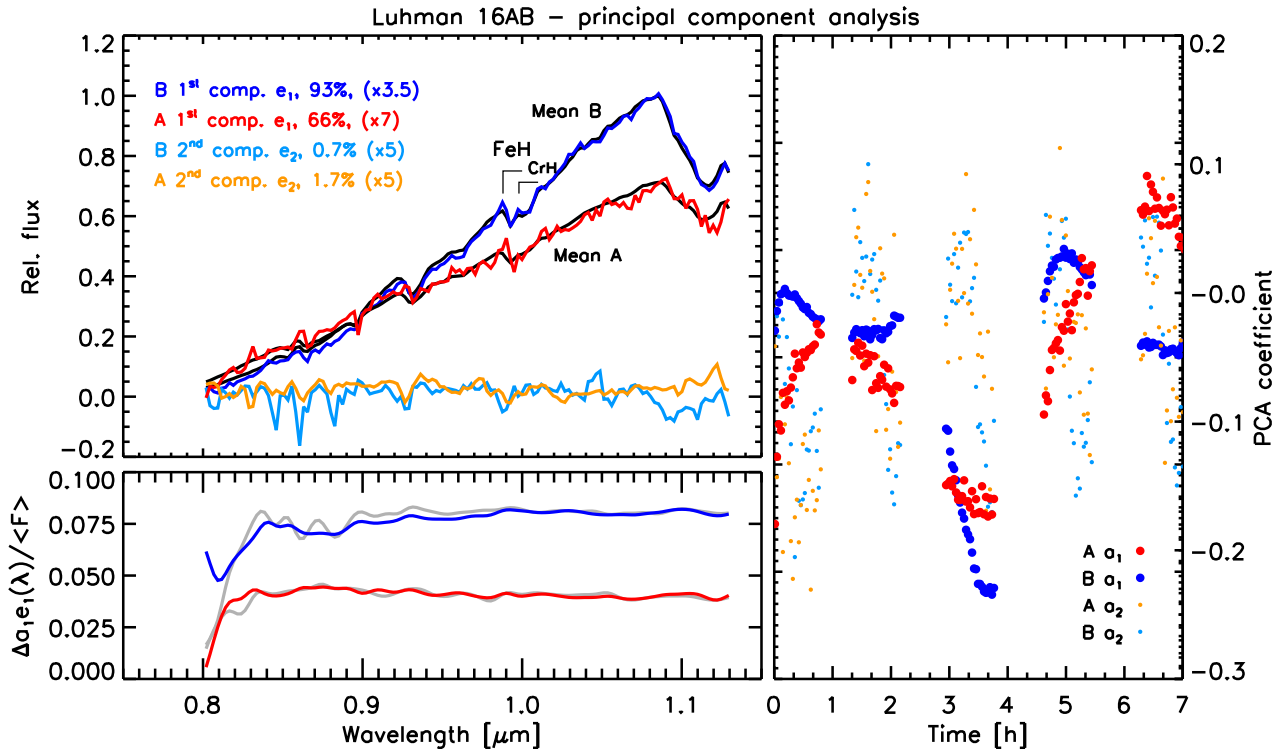 Luhman 16AB – principal component analysis
1.2
1.0
0.8
0.6
0.4
0.2
0.0
−0.2
Rel. flux
B 1st comp. e1, 93%, (x3.5)
A 1st comp. e1, 66%, (x7)
B 2nd comp. e2, 0.7% (x5)
A 2nd comp. e2, 1.7% (x5)
Mean B
FeH
CrH
Mean A
0.100
0.075
0.050
0.025
0.000
Δa1e1(λ)/<F>
0.8 0.9 1.0 1.1
Wavelength [μm]
0.2
0.1
−0.0
−0.1
−0.2
−0.3
PCA coefficient
A a1
B a1
A a2
B a2
0 1 2 3 4 5 6 7
Time [h]